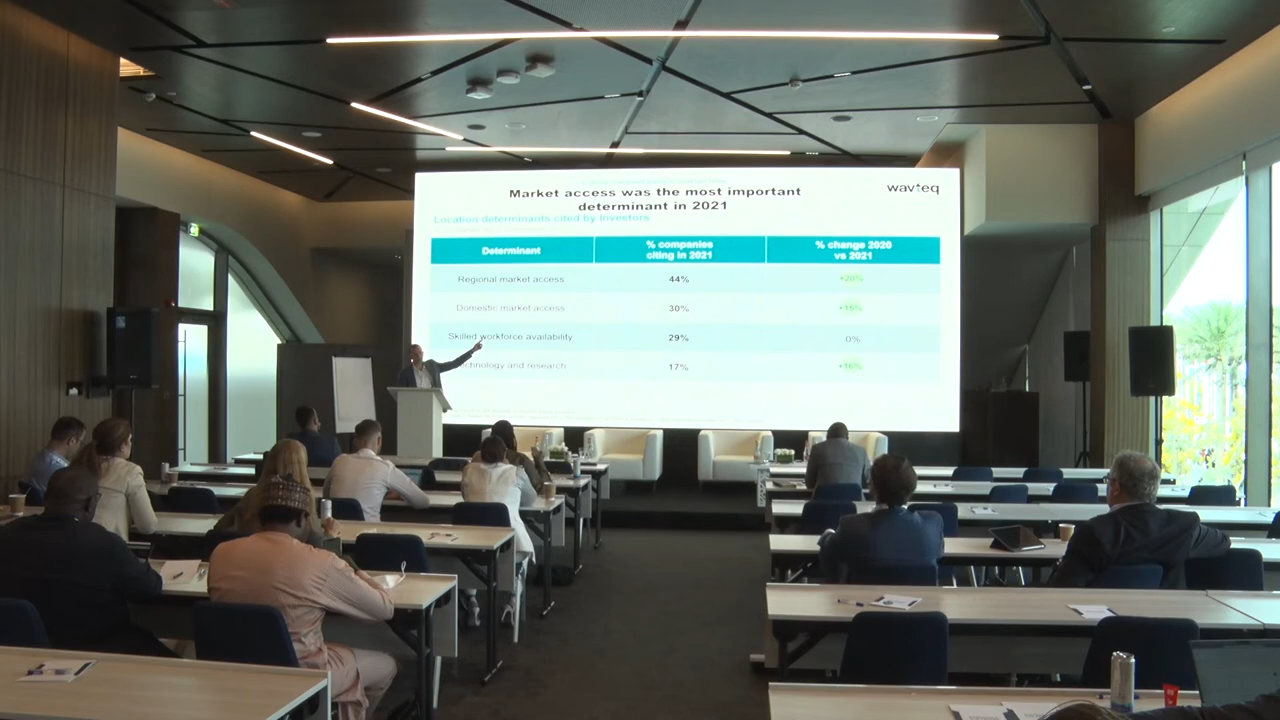 Market access was the most important
determinant in 2021
wavteq
Location determinants cited by Investors
Determinant
% companies
citing in 2021
% change 2020
vs 2021
Regional market access
44%
+20%
Domestic market access
30%
+15%
Skilled workforce availability
29%
0%
and research
17%
+16%